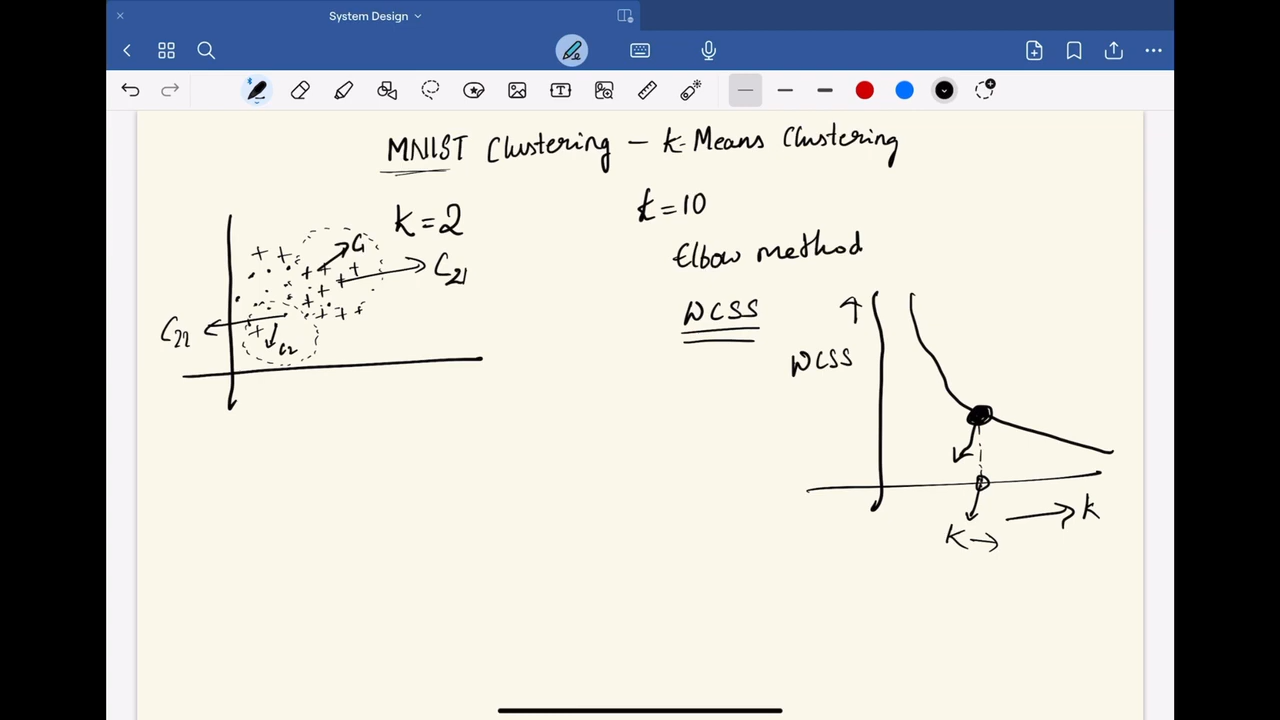 System Design
MNIST Clustering – K-Means Clustering
K=2
K=10
C1
C21
Elbow method
C22
C2
WCSS
WCSS
K
K